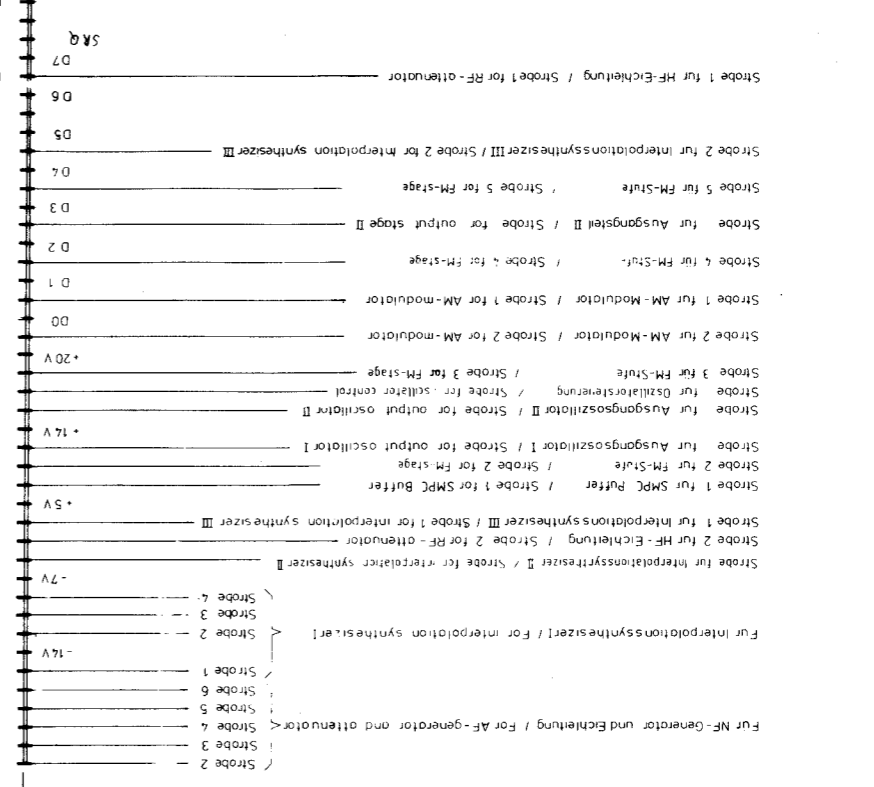 Strobe 2
Strobe 3
Für NF-Generator und Eichleitung / For AF-generator and attenuator < Strobe 4
Strobe 5
Strobe 6
Strobe 1
-14V
Fur Interpolationssynthesizer I / For interpolation synthesizer I < Strobe 2
Strobe 3
Strobe 4
-7V
Strobe fur Interpolationssynthesizer II / Strobe for interpolation synthesizer II
Strobe 2 fur HF-Eichleitung / Strobe 2 for RF-attenuator
Strobe 1 fur Interpolationssynthesizer III / Strobe 1 for interpolation synthesizer III
+5V
Strobe 1 fur SMPC Puffer / Strobe 1 for SMPC Buffer
Strobe 2 fur FM-Stufe / Strobe 2 for FM-stage
Strobe fur Ausgangsoszillator I / Strobe for output oscillator I
+14V
Strobe fur Ausgangsoszillator II / Strobe for output oscillator II
Strobe fur Oszillatorsteuerung / Strobe for oscillator control
Strobe 3 für FM-Stufe / Strobe 3 for FM-stage
+20V
Strobe 2 fur AM-Modulator / Strobe 2 for AM-modulator
D0
Strobe 1 fur AM-Modulator / Strobe 1 for AM-modulator
D1
Strobe 4 für FM-Stuf- / Strobe 4 for FM-stage
D2
Strobe fur Ausgangsteil II / Strobe for output stage II
D3
Strobe 5 für FM-Stufe / Strobe 5 for FM-stage
D4
Strobe 2 fur Interpolationssynthesizer III / Strobe 2 for interpolation synthesizer III
D5
D6
Strobe 1 fur HF-Eichleitung / Strobe 1 for RF-attenuator
D7
SRQ